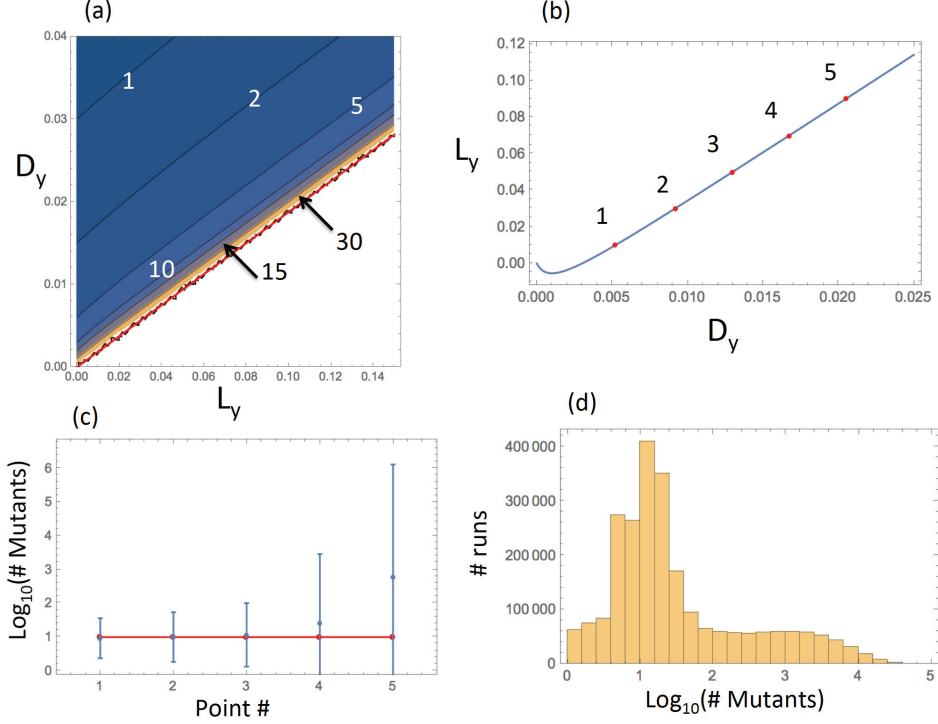 (a)
0.04
0.03
0.02
0.01
0.00
D_y
1
2
5
10
15
30
0.00 0.02 0.04 0.06 0.08 0.10 0.12 0.14
L_y
(b)
0.12
0.10
0.08
0.06
0.04
0.02
0.00
L_y
1
2
3
4
5
0.000 0.005 0.010 0.015 0.020 0.025
D_y
(c)
6
5
4
3
2
1
0
Log₁₀(# Mutants)
1 2 3 4 5
Point #
(d)
400 000
300 000
200 000
100 000
0
# runs
0 1 2 3 4 5
Log₁₀(# Mutants)